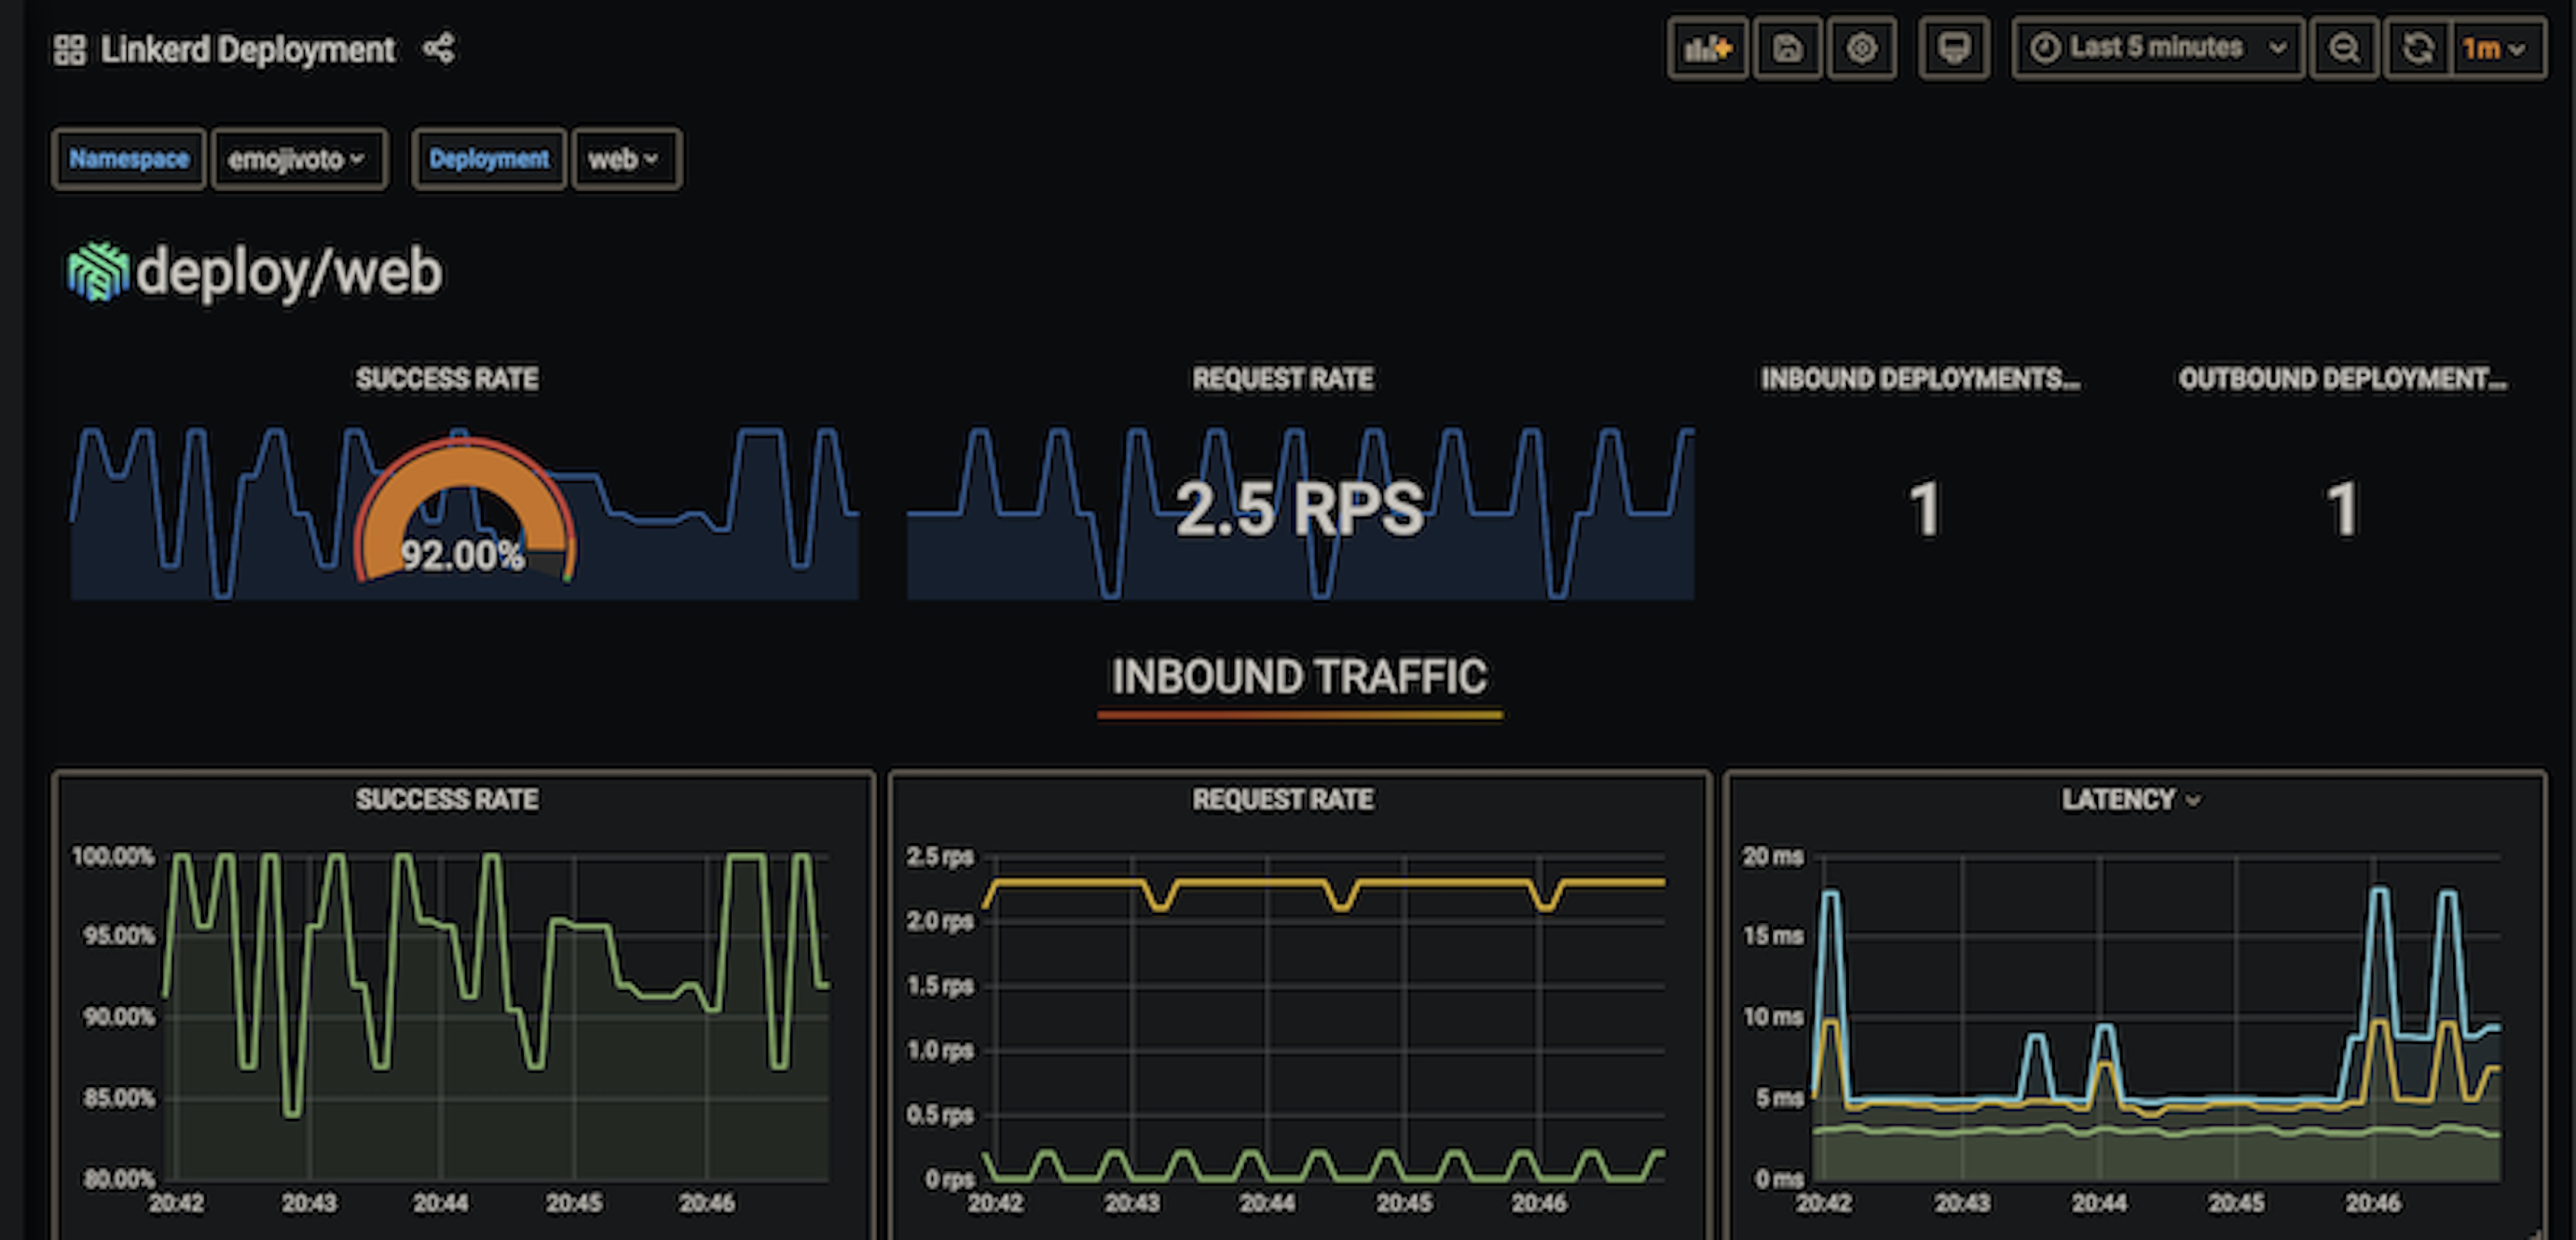 Linkerd Deployment
Last 5 minutes
1m
Namespace
emojivoto
Deployment
web
deploy/web
SUCCESS RATE
REQUEST RATE
INBOUND DEPLOYMENTS...
OUTBOUND DEPLOYMENT...
92.00%
2.5 RPS
1
1
INBOUND TRAFFIC
SUCCESS RATE
100.00%
95.00%
90.00%
85.00%
80.00%
20:42 20:43 20:44 20:45 20:46
REQUEST RATE
2.5 rps
2.0 rps
1.5 rps
1.0 rps
0.5 rps
0 rps
20:42 20:43 20:44 20:45 20:46
LATENCY
20 ms
15 ms
10 ms
5 ms
0 ms
20:42 20:43 20:44 20:45 20:46